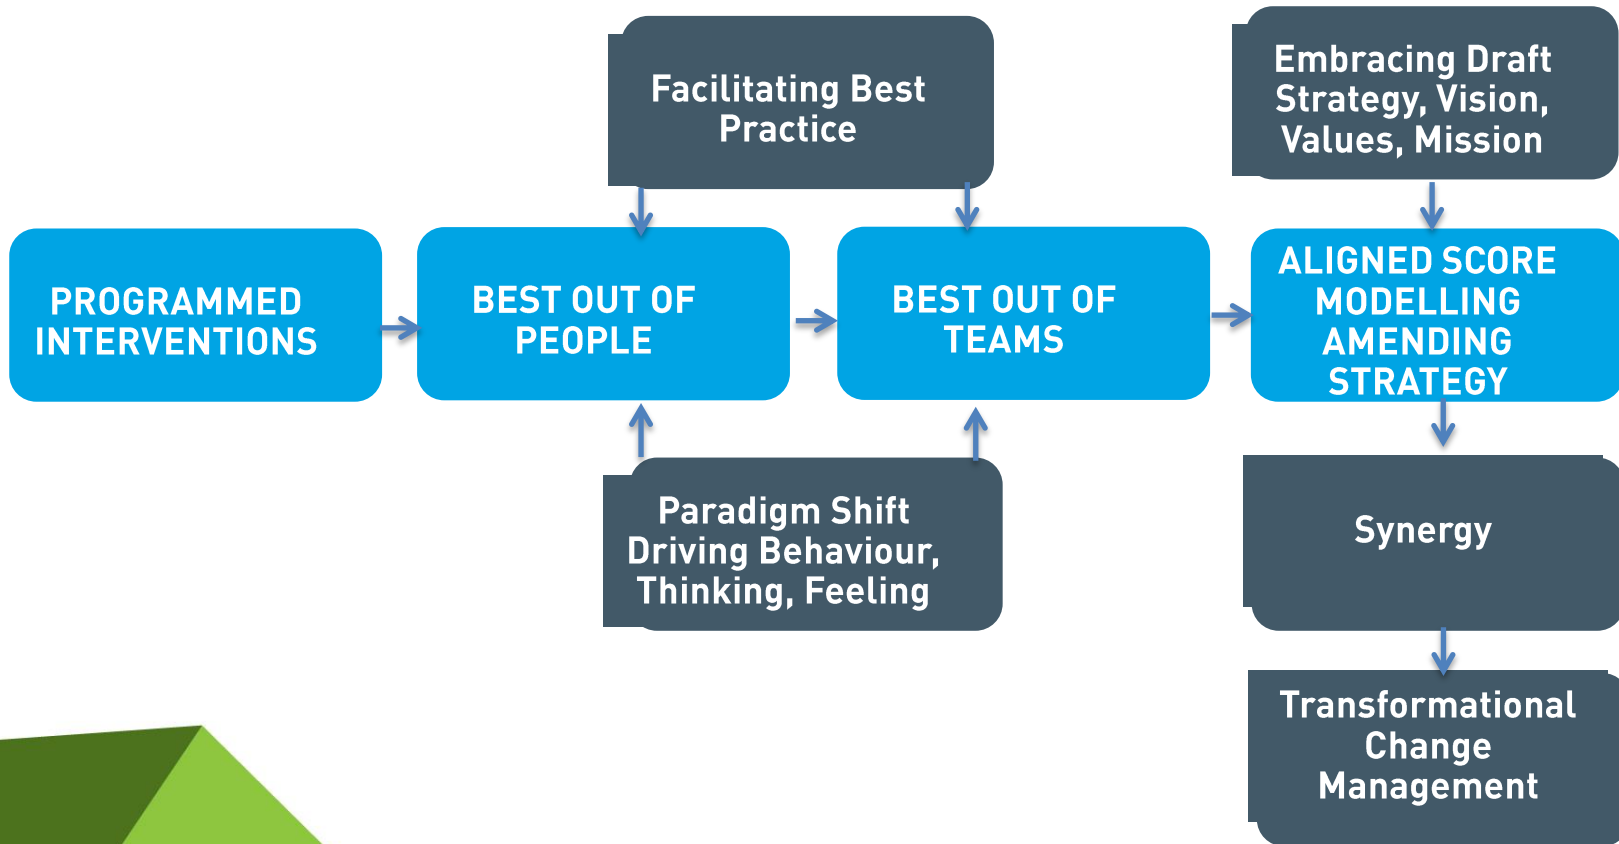 Facilitating Best
Practice
Embracing Draft
Strategy, Vision,
Values, Mission
PROGRAMMED
INTERVENTIONS
BEST OUT OF
PEOPLE
BEST OUT OF
TEAMS
ALIGNED SCORE
MODELLING
AMENDING
STRATEGY
Paradigm Shift
Driving Behaviour,
Thinking, Feeling
Synergy
Transformational
Change
Management